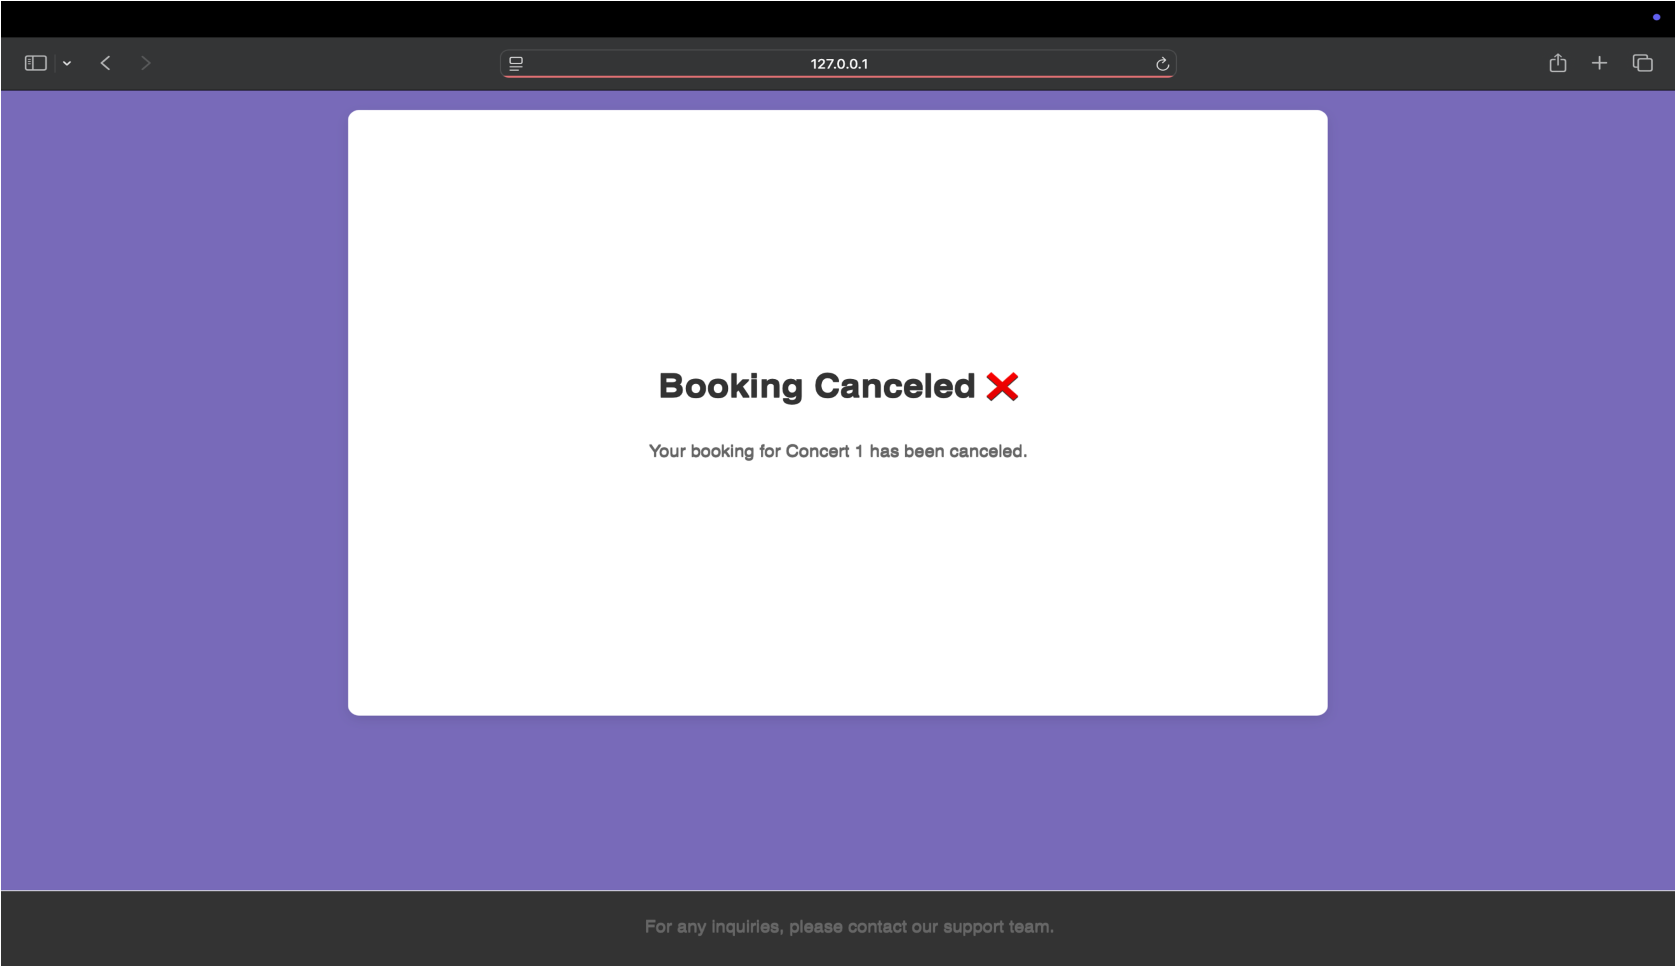 127.0.0.1
Booking Canceled ❌
Your booking for Concert 1 has been canceled.
For any inquiries, please contact our support team.